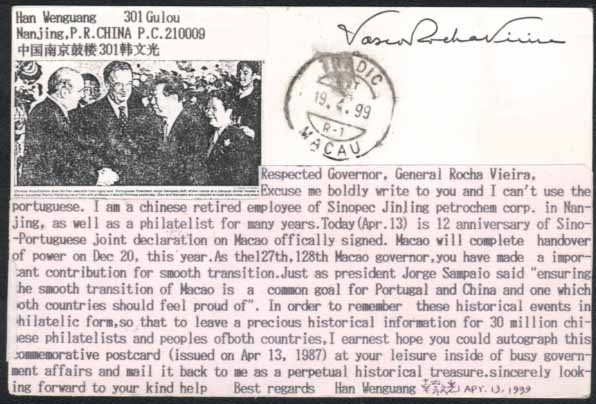 Han Wenguang 301 Gulou
Nanjing,P.R.CHINA P.C.210009
中国南京鼓楼301韩文光
Vasco Rocha Vieira
19. 99
R-1
MACAU
Respected Governor, General Rocha Vieira,
Excuse me boldly write to you and I can't use the
portuguese. I am a chinese retired employee of Sinopec Jinling petrochem corp. in Nan-
jing, as well as a philatelist for many years.Today(Apr.13) is 12 anniversary of Sino-
-Portuguese joint declaration on Macao offically signed. Macao will complete handover
of power on Dec 20, this year.As the127th,128th Macao governor,you have made a impor-
tant contribution for smooth transition.Just as president Jorge Sampaio said "ensuring
the smooth transition of Macao is a common goal for Portugal and China and one which
both countries should feel proud of". In order to remember these historical events in
philatelic form,so that to leave a precious historical information for 30 million chi-
nese philatelists and peoples ofboth countries,I earnest hope you could autograph this
commemorative postcard (issued on Apr 13, 1987) at your leisure inside of busy govern-
ment affairs and mail it back to me as a perpetual historical treasure.sincerely look-
ing forward to your kind help Best regards Han Wenguang 韩文光 APR.13.1999